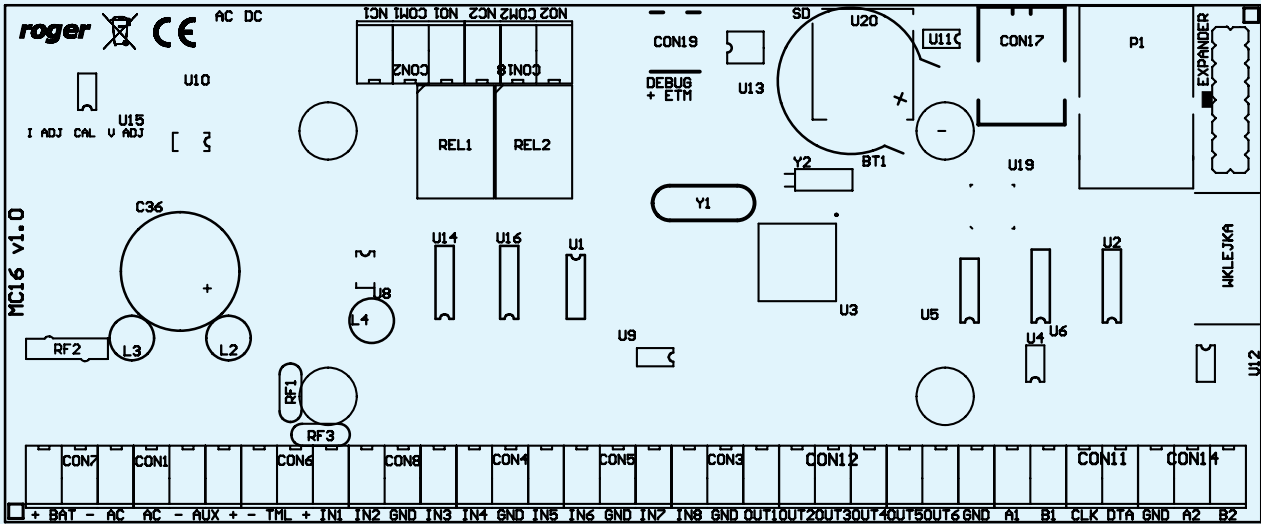 roger CE
AC DC
NC1 COM1 NO1 NC2 COM2 NO2
CON2 CON18
REL1 REL2
CON19
DEBUG
+ ETM
U13
SD
U20
+
BT1
U11
-
CON17
P1
EXPANDER
U10
U15
I ADJ CAL V ADJ
C36
+
MC16 v1.0
Y2
U19
Y1
U14 U16 U1
U2
WKLEJKA
U8
L4
U3
U5
U6
U4
U9
U12
RF2
L3
L2
RF1
RF3
CON7 CON1 CON6 CON8 CON4 CON5 CON3 CON12 CON11 CON14
+ BAT - AC AC - AUX + - TML + IN1 IN2 GND IN3 IN4 GND IN5 IN6 GND IN7 IN8 GND OUT1 OUT2 OUT3 OUT4 OUT5 OUT6 GND A1 B1 CLK DTA GND A2 B2